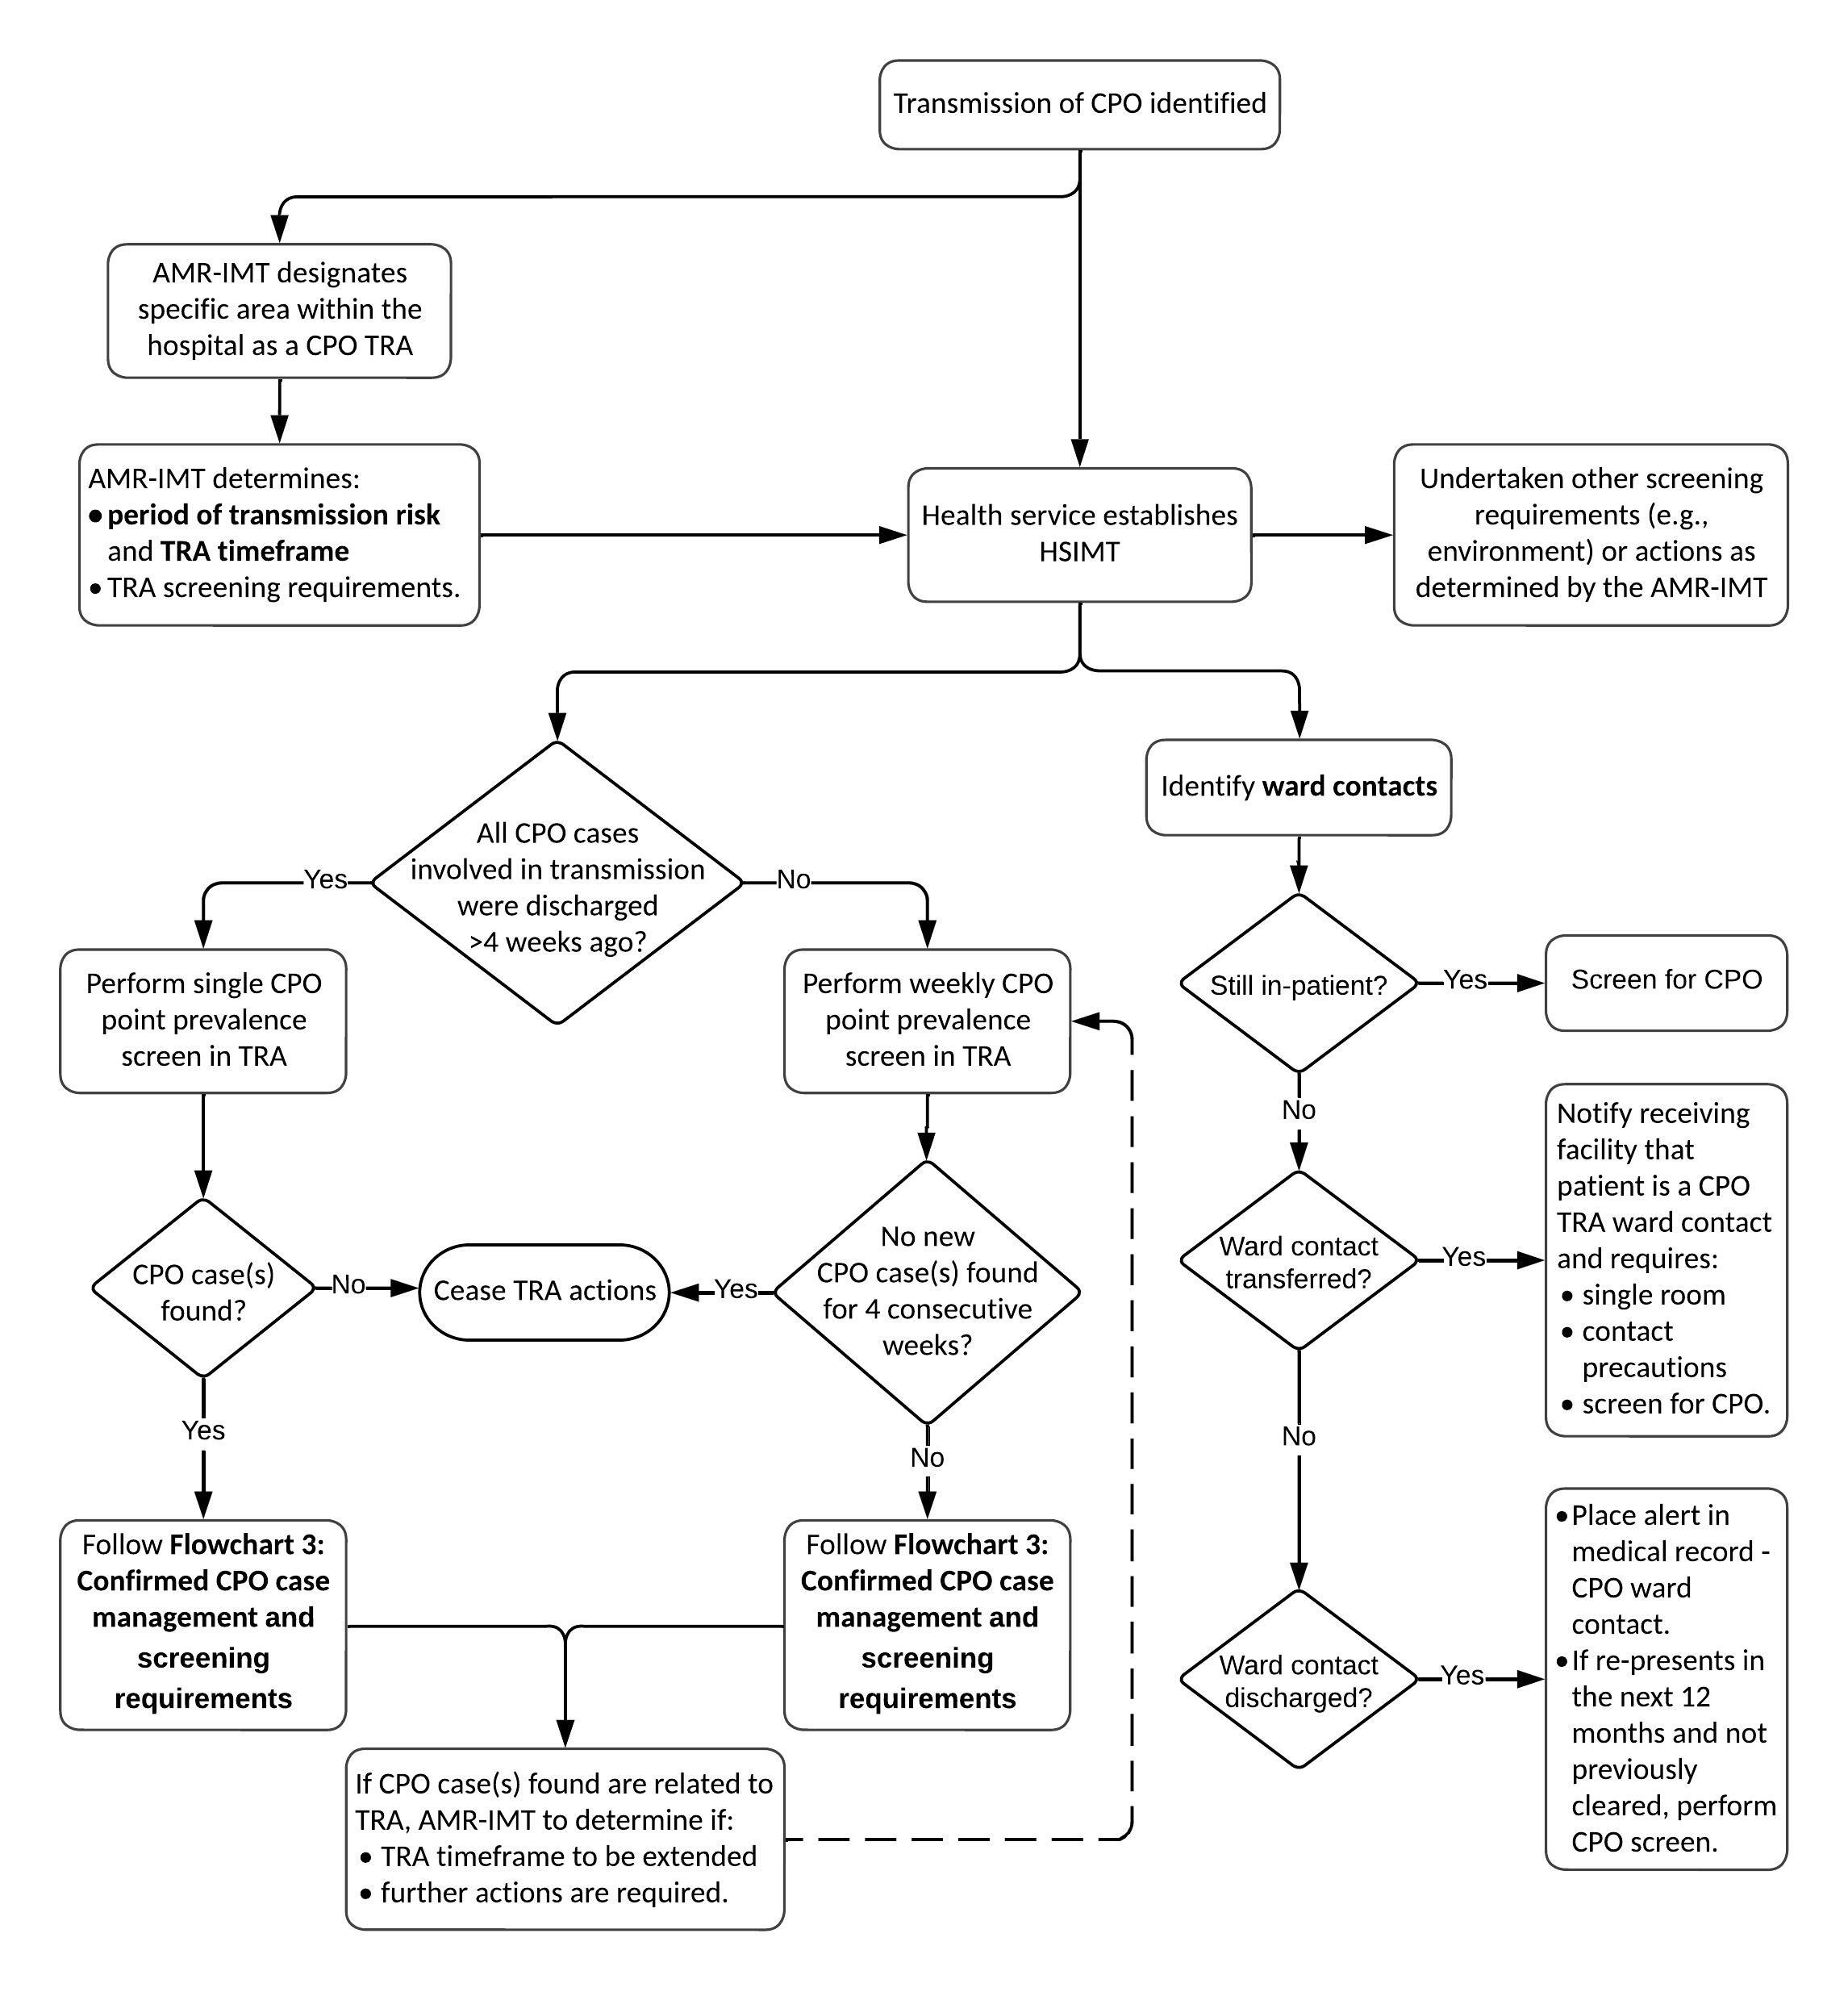 Transmission of CPO identified
AMR-IMT designates
specific area within the
hospital as a CPO TRA
AMR-IMT determines:
• period of transmission risk
and TRA timeframe
• TRA screening requirements.
Health service establishes
HSIMT
Undertaken other screening
requirements (e.g.,
environment) or actions as
determined by the AMR-IMT
All CPO cases
involved in transmission
were discharged
>4 weeks ago?
Yes
No
Identify ward contacts
Perform single CPO
point prevalence
screen in TRA
Perform weekly CPO
point prevalence
screen in TRA
Still in-patient?
Yes
Screen for CPO
No
CPO case(s)
found?
No
Cease TRA actions
Yes
No new
CPO case(s) found
for 4 consecutive
weeks?
Ward contact
transferred?
Yes
Notify receiving
facility that
patient is a CPO
TRA ward contact
and requires:
• single room
• contact
precautions
• screen for CPO.
Yes
No
No
Follow Flowchart 3:
Confirmed CPO case
management and
screening
requirements
Follow Flowchart 3:
Confirmed CPO case
management and
screening
requirements
Ward contact
discharged?
Yes
• Place alert in
medical record -
CPO ward
contact.
• If re-presents in
the next 12
months and not
previously
cleared, perform
CPO screen.
If CPO case(s) found are related to
TRA, AMR-IMT to determine if:
• TRA timeframe to be extended
• further actions are required.